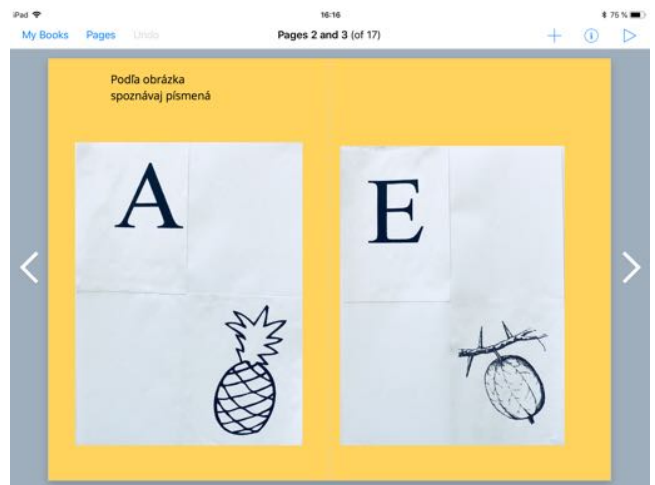 iPad 16:16 75 %
My Books Pages Undo Pages 2 and 3 (of 17)
Podľa obrázka
spoznávaj písmená
A E